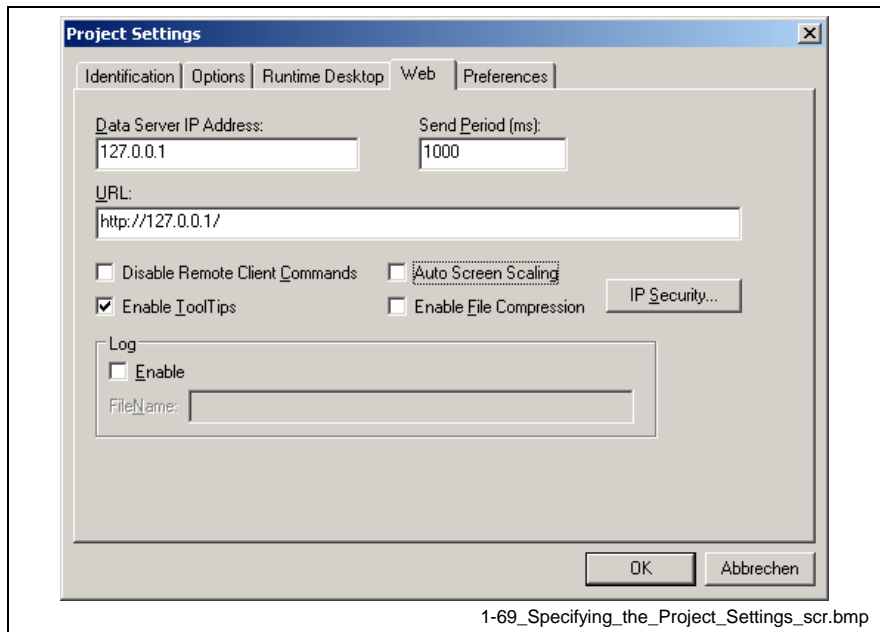 Project Settings
Identification Options Runtime Desktop Web Preferences
Data Server IP Address: Send Period (ms):
127.0.0.1 1000
URL:
http://127.0.0.1/
Disable Remote Client Commands Auto Screen Scaling
Enable ToolTips Enable File Compression IP Security...
Log
Enable
FileName:
OK Abbrechen
1-69_Specifying_the_Project_Settings_scr.bmp